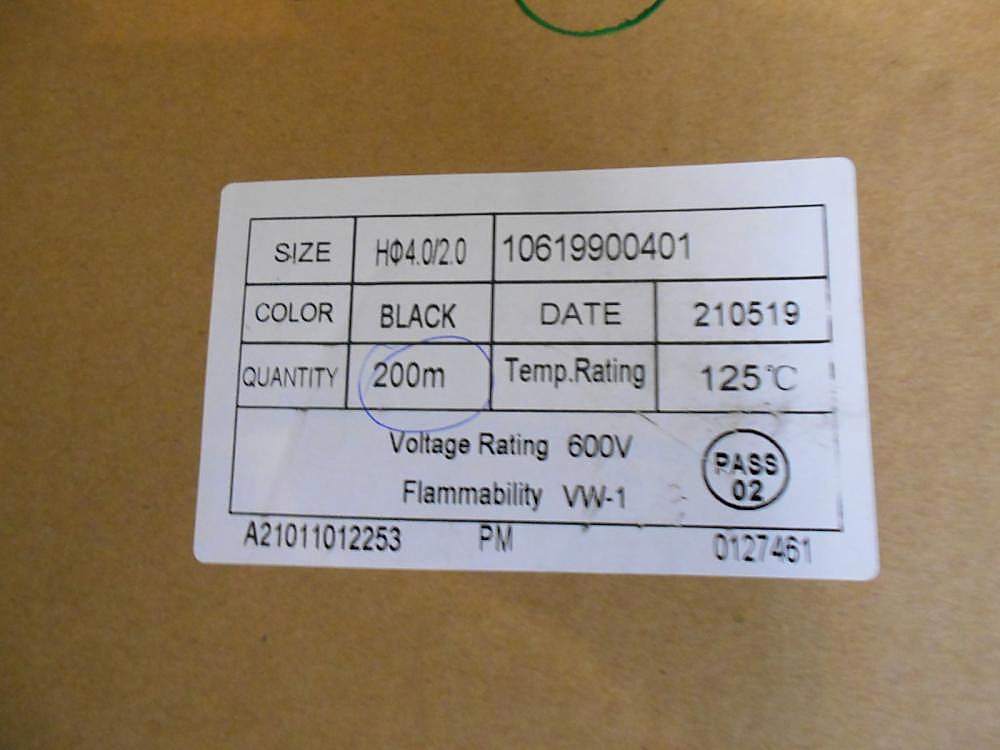 SIZE HΦ4.0/2.0 10619900401
COLOR BLACK DATE 210519
QUANTITY 200m Temp.Rating 125℃
Voltage Rating 600V
Flammability VW-1
PASS
02
A21011012253 PM 0127461